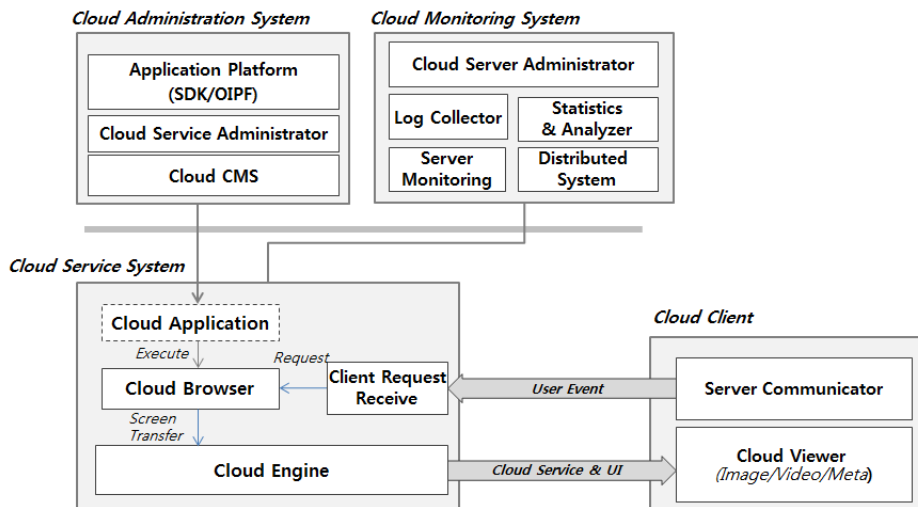 Cloud Administration System
Cloud Monitoring System
Application Platform
(SDK/OIPF)
Cloud Service Administrator
Cloud CMS
Cloud Server Administrator
Log Collector
Statistics
& Analyzer
Server
Monitoring
Distributed
System
Cloud Service System
Cloud Application
Execute
Request
Cloud Browser
Client Request
Receive
Screen
Transfer
Cloud Engine
User Event
Cloud Service & UI
Cloud Client
Server Communicator
Cloud Viewer
(Image/Video/Meta)